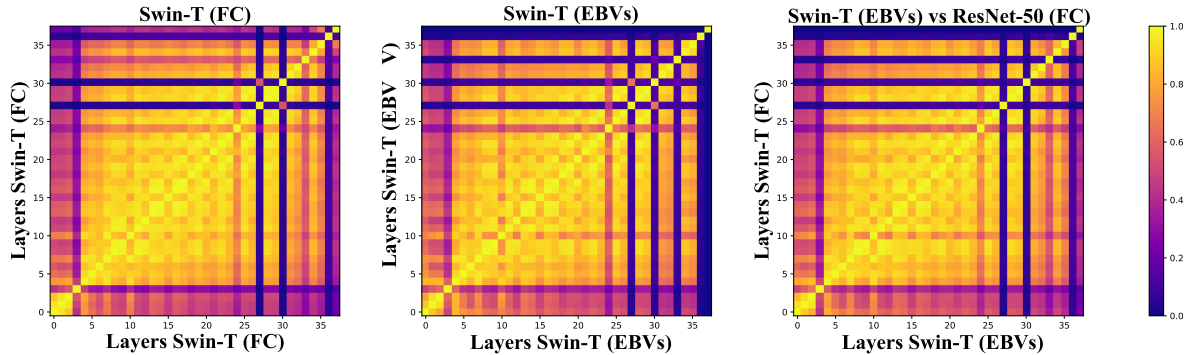 Swin-T (FC)
Layers Swin-T (FC)
35
30
25
20
15
10
5
0
0 5 10 15 20 25 30 35
Layers Swin-T (FC)
Swin-T (EBVs)
Layers Swin-T (EBV V)
35
30
25
20
15
10
5
0
0 5 10 15 20 25 30 35
Layers Swin-T (EBVs)
Swin-T (EBVs) vs ResNet-50 (FC)
Layers Swin-T (FC)
35
30
25
20
15
10
5
0
0 5 10 15 20 25 30 35
Layers Swin-T (EBVs)
1.0
0.8
0.6
0.4
0.2
0.0